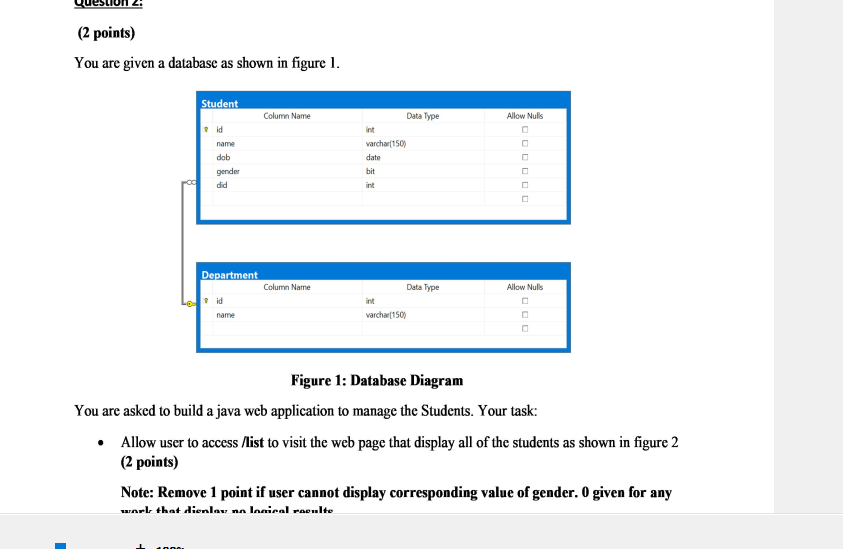 Question 2:
(2 points)
You are given a database as shown in figure 1.
Student
Column Name Data Type Allow Nulls
id int
name varchar(150)
dob date
gender bit
did int
Department
Column Name Data Type Allow Nulls
id int
name varchar(150)
Figure 1: Database Diagram
You are asked to build a java web application to manage the Students. Your task:
• Allow user to access /list to visit the web page that display all of the students as shown in figure 2
(2 points)
Note: Remove 1 point if user cannot display corresponding value of gender. 0 given for any
work that display no logical results